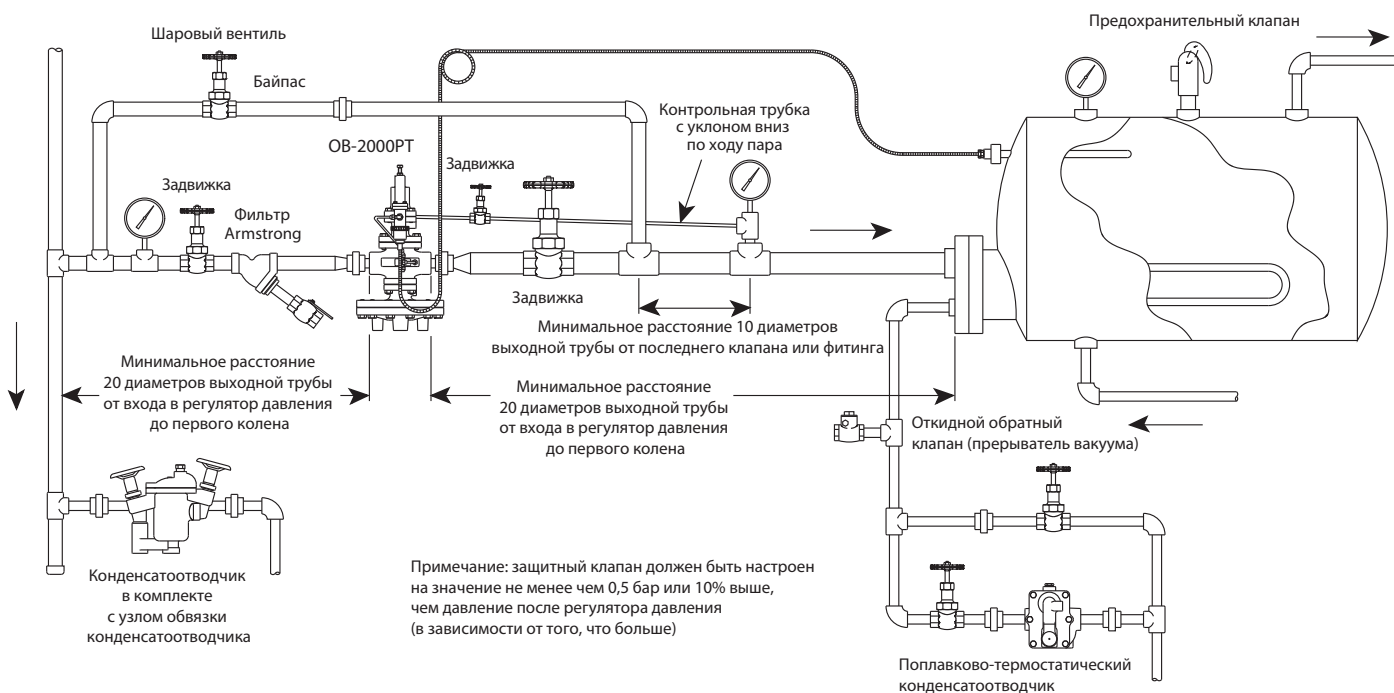 Шаровый вентиль
Байпас
OB-2000PT
Контрольная трубка
с уклоном вниз
по ходу пара
Предохранительный клапан
Задвижка
Задвижка
Фильтр
Armstrong
Задвижка
Минимальное расстояние 10 диаметров
выходной трубы от последнего клапана или фитинга
Минимальное расстояние
20 диаметров выходной трубы
от входа в регулятор давления
до первого колена
Минимальное расстояние
20 диаметров выходной трубы
от входа в регулятор давления
до первого колена
Откидной обратный
клапан (прерыватель вакуума)
Конденсатоотводчик
в комплекте
с узлом обвязки
конденсатоотводчика
Примечание: защитный клапан должен быть настроен
на значение не менее чем 0,5 бар или 10% выше,
чем давление после регулятора давления
(в зависимости от того, что больше)
Поплавково-термостатический
конденсатоотводчик